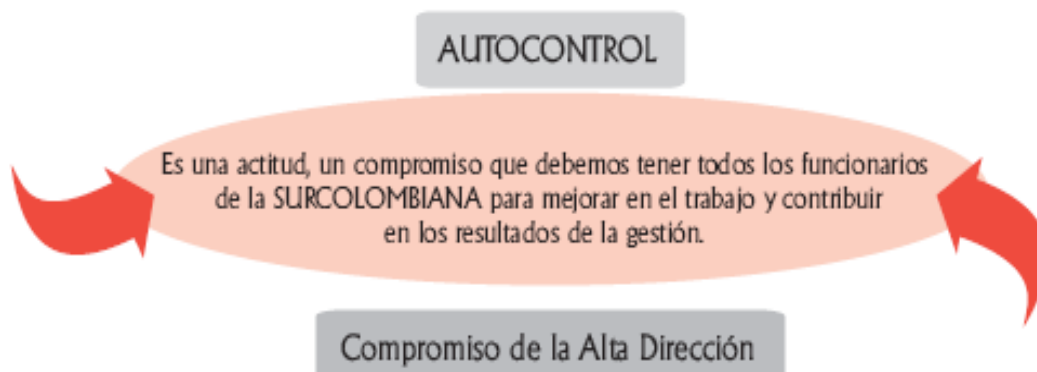 AUTOCONTROL
Es una actitud, un compromiso que debemos tener todos los funcionarios
de la SURCOLOMBIANA para mejorar en el trabajo y contribuir
en los resultados de la gestión.
Compromiso de la Alta Dirección